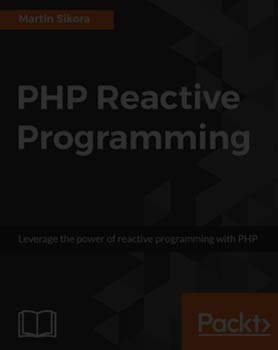 Martin Sikora
PHP Reactive
Programming
Leverage the power of reactive programming with PHP
Packt>